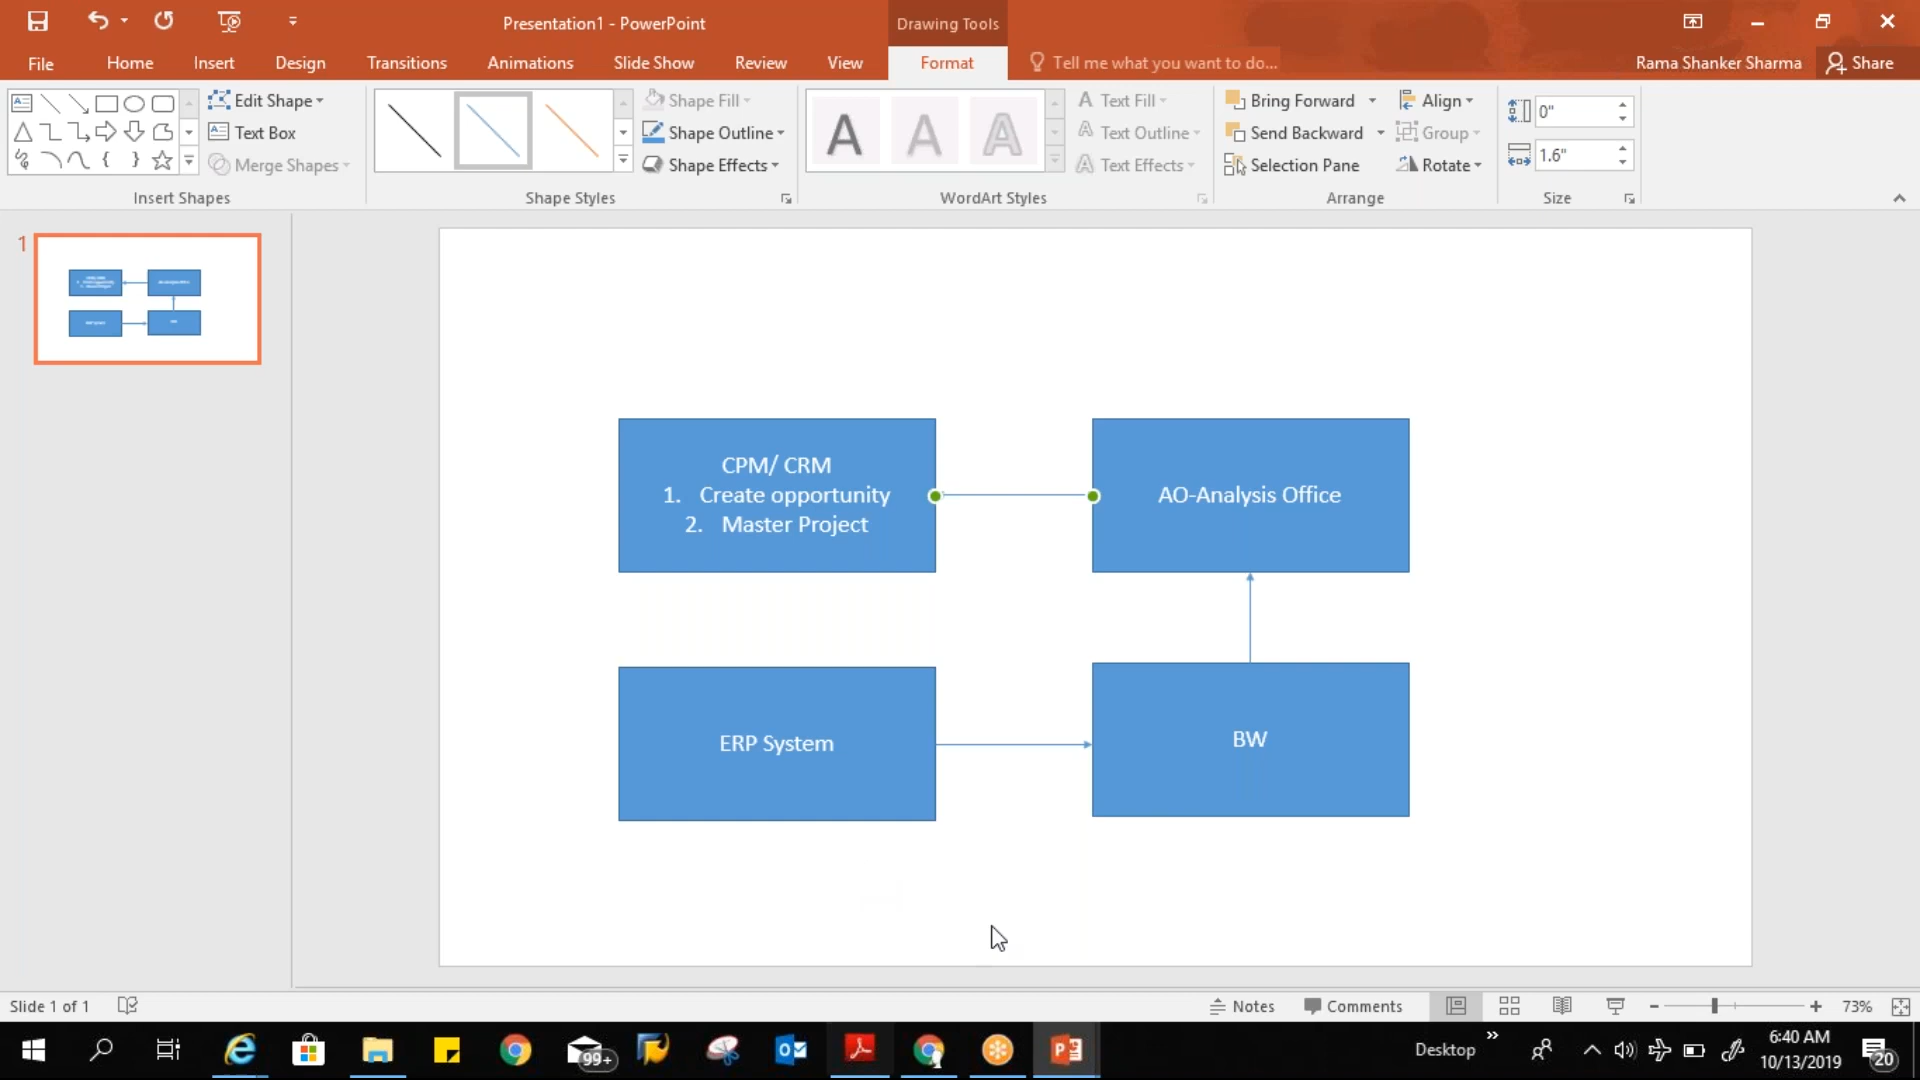 Presentation1 - PowerPoint
Drawing Tools
File
Home
Insert
Design
Transitions
Animations
Slide Show
Review
View
Format
Tell me what you want to do...
Rama Shanker Sharma
Share
Edit Shape
Text Box
Merge Shapes
Insert Shapes
Shape Fill
Shape Outline
Shape Effects
Shape Styles
A A A
Text Fill
Text Outline
Text Effects
WordArt Styles
Bring Forward
Send Backward
Selection Pane
Align
Group
Rotate
Arrange
0"
1.6"
Size
1
CPM/ CRM
1. Create opportunity
2. Master Project
AO-Analysis Office
ERP System
BW
Slide 1 of 1
Notes
Comments
73%
99+
Desktop
6:40 AM
10/13/2019
20